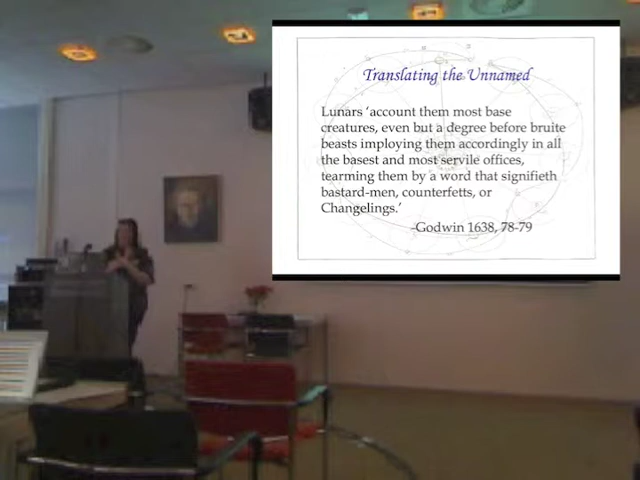 Translating the Unnamed
Lunars ‘account them most base
creatures, even but a degree before bruite
beasts imploying them accordingly in all
the basest and most servile offices,
tearming them by a word that signifieth
bastard-men, counterfetts, or
Changelings.’
-Godwin 1638, 78-79